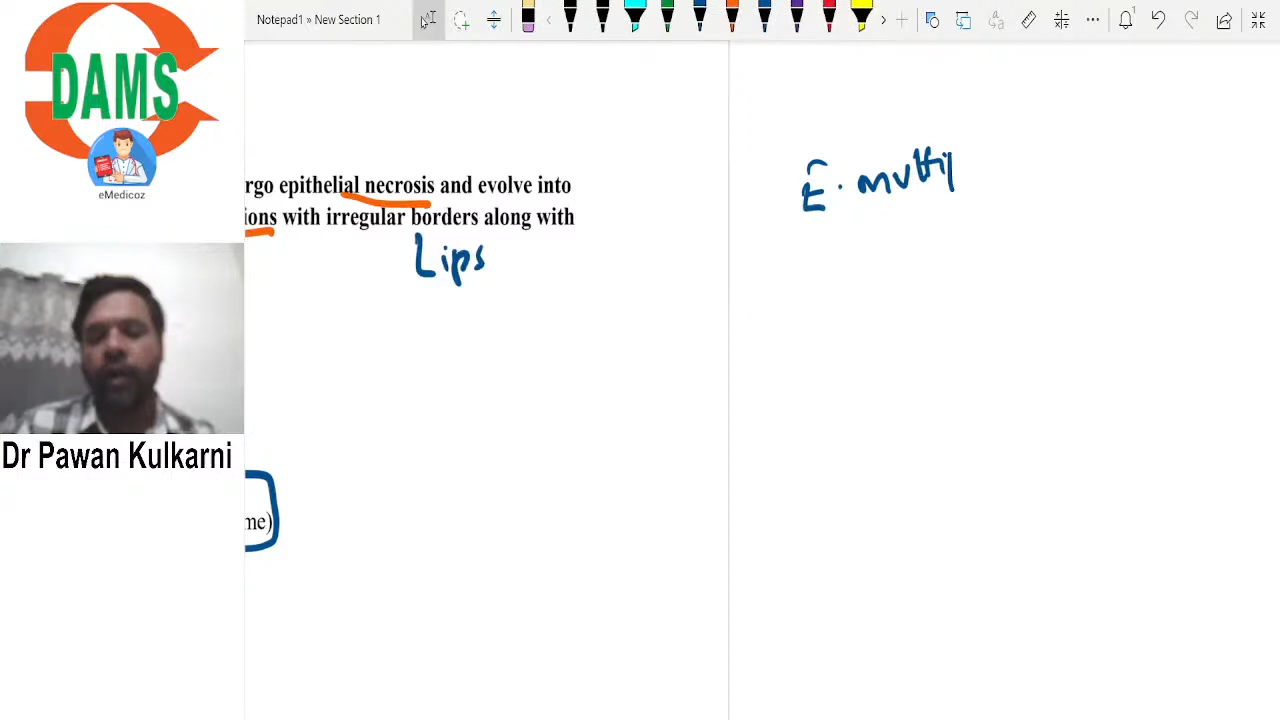 Notepad1 » New Section 1
DAMS
eMedicoz
rgo epithelial necrosis and evolve into
ions with irregular borders along with
Lips
E. multi
Dr Pawan Kulkarni
me)